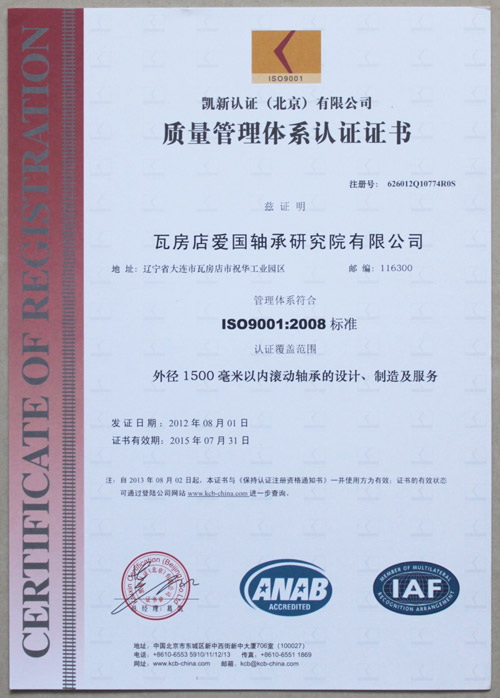 CERTIFICATE OF REGISTRATION
ISO9001
凯新认证（北京）有限公司
质量管理体系认证证书
注册号： 626012Q10774R0S
兹 证 明
瓦房店爱国轴承研究院有限公司
地 址：辽宁省大连市瓦房店市祝华工业园区 邮 编：116300
管理体系符合
ISO9001:2008 标准
认证覆盖范围
外径 1500 毫米以内滚动轴承的设计、制造及服务
发 证 日 期：2012 年 08 月 01 日
证书有效期：2015 年 07 月 31 日
注：自 2013 年 08 月 02 日起，本证书与《保持认证注册资格通知书》一并使用方为有效；证书的有效状态
可通过登陆公司网站 www.kcb-china.com 进一步查询。
ANAB
ACCREDITED
MEMBER OF MULTILATERAL
IAF
RECOGNITION ARRANGEMENT
地址：中国北京市东城区新中西街新中大厦706室（100027）
电话：+8610-6553 5910/11/12/13 传真：+8610-6551 1869
网址：www.kcb-china.com 邮箱：kcb@kcb-china.com